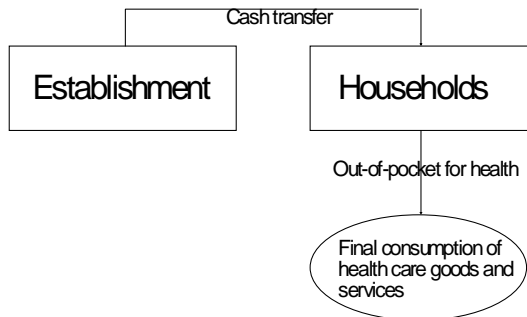 Cash transfer
Establishment
Households
Out-of-pocket for health
Final consumption of
health care goods and
services